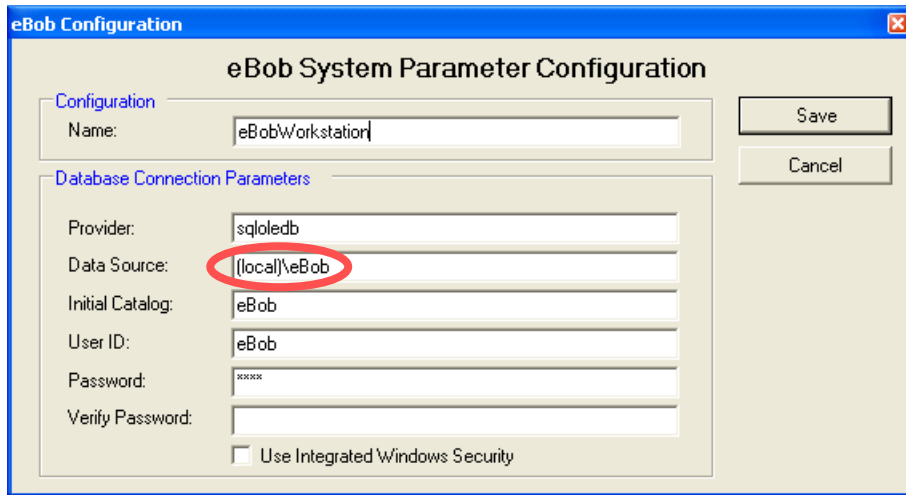 eBob Configuration
eBob System Parameter Configuration
Configuration
Name: eBobWorkstation
Save
Cancel
Database Connection Parameters
Provider: sqloledb
Data Source: (local)\eBob
Initial Catalog: eBob
User ID: eBob
Password: ××××
Verify Password:
Use Integrated Windows Security